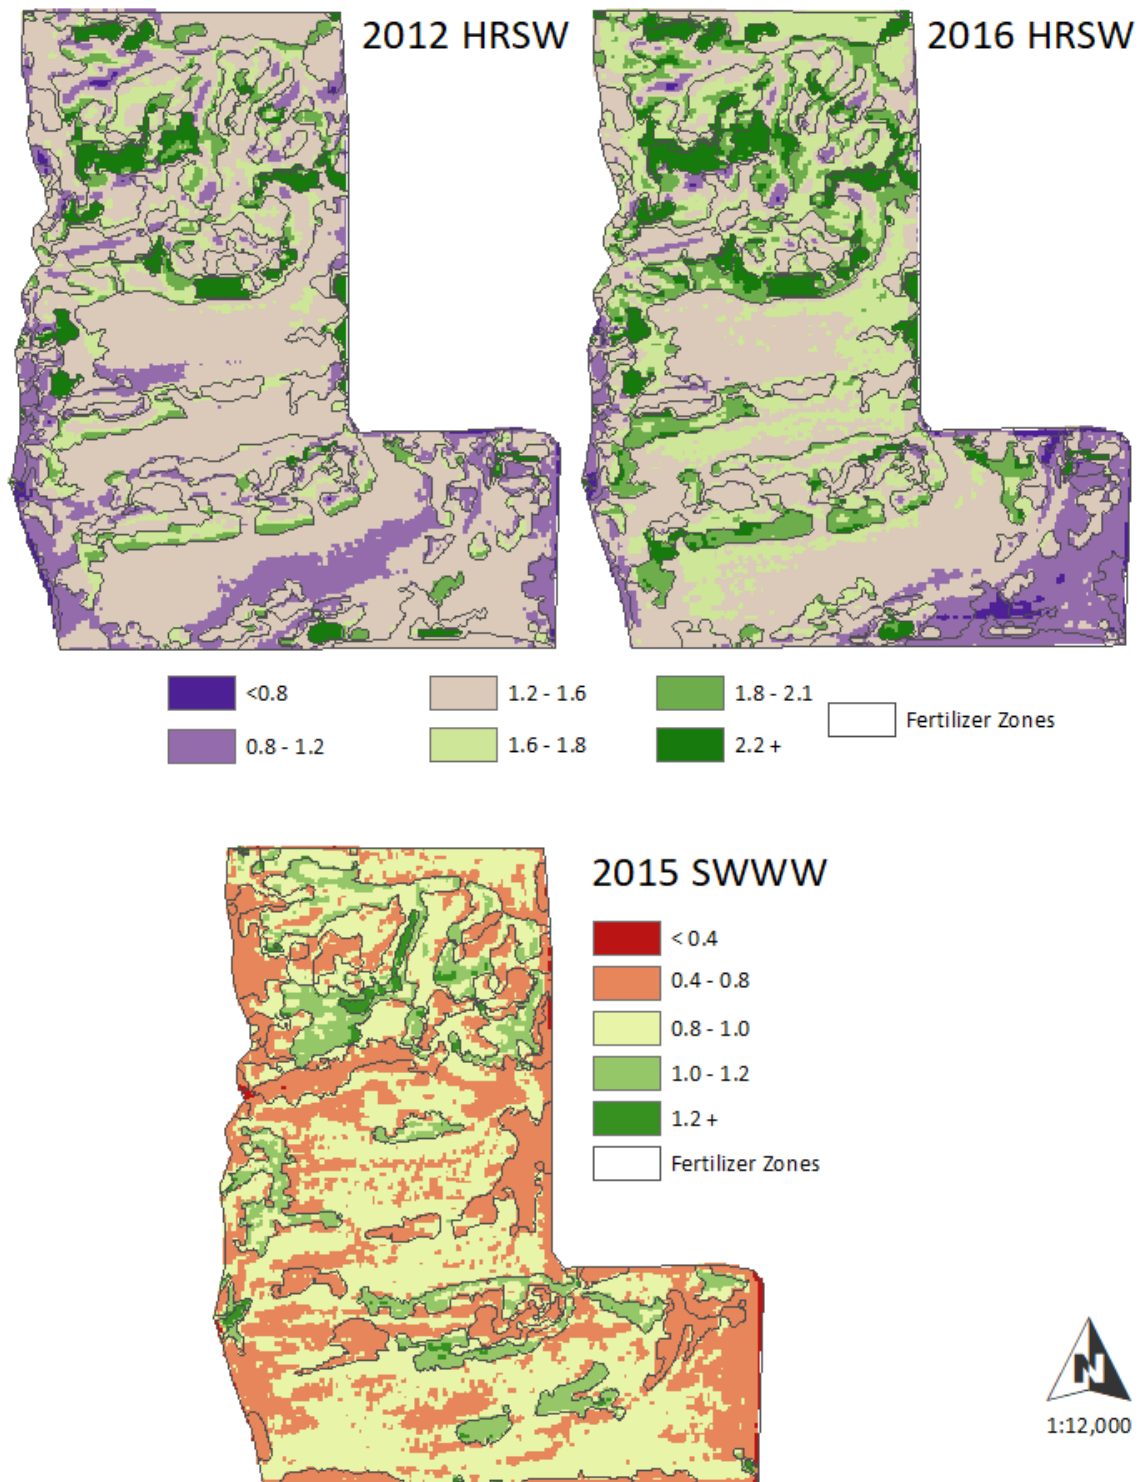 2012 HRSW
2016 HRSW
<0.8
1.2 - 1.6
1.8 - 2.1
Fertilizer Zones
0.8 - 1.2
1.6 - 1.8
2.2 +
2015 SWWW
< 0.4
0.4 - 0.8
0.8 - 1.0
1.0 - 1.2
1.2 +
Fertilizer Zones
N
1:12,000